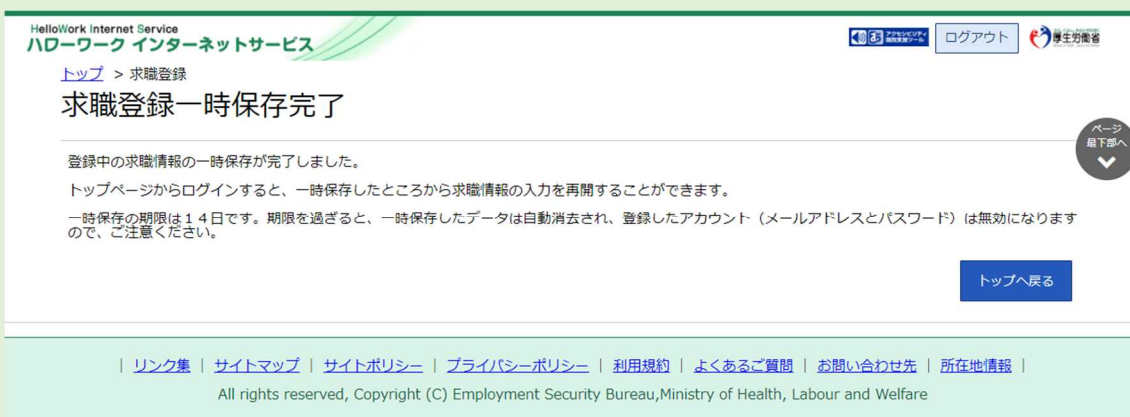 HelloWork Internet Service
ハローワーク インターネットサービス
ログアウト
厚生労働省
トップ > 求職登録
求職登録一時保存完了
ページ
最下部へ
登録中の求職情報の一時保存が完了しました。
トップページからログインすると、一時保存したところから求職情報の入力を再開することができます。
一時保存の期限は１４日です。期限を過ぎると、一時保存したデータは自動消去され、登録したアカウント（メールアドレスとパスワード）は無効になります
ので、ご注意ください。
トップへ戻る
| リンク集 | サイトマップ | サイトポリシー | プライバシーポリシー | 利用規約 | よくあるご質問 | お問い合わせ先 | 所在地情報 |
All rights reserved, Copyright (C) Employment Security Bureau,Ministry of Health, Labour and Welfare